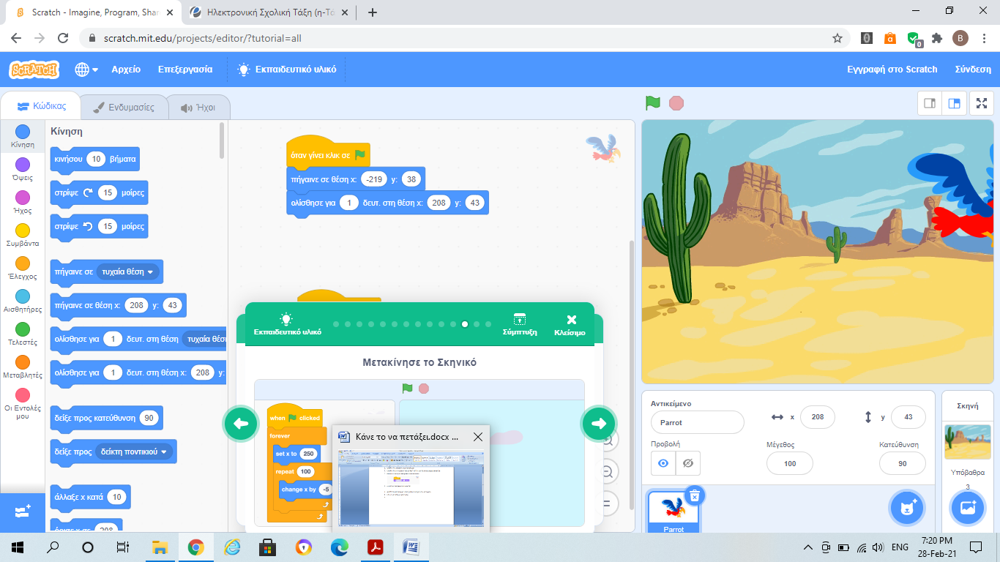 Scratch - Imagine, Program, Shar
Ηλεκτρονική Σχολική Τάξη (η-Τά
scratch.mit.edu/projects/editor/?tutorial=all
0
B
SCRATCH
Αρχείο
Επεξεργασία
Εκπαιδευτικό υλικό
Εγγραφή στο Scratch
Σύνδεση
Κώδικας
Ενδυμασίες
Ήχοι
Κίνηση
Όψεις
Ήχος
Συμβάντα
Έλεγχος
Αισθητήρες
Τελεστές
Μεταβλητές
Οι Εντολές
μου
Κίνηση
κινήσου 10 βήματα
στρίψε 15 μοίρες
στρίψε 15 μοίρες
πήγαινε σε τυχαία θέση
πήγαινε σε θέση x: 208 y: 43
ολίσθησε για 1 δευτ. στη θέση τυχαία θέσ
ολίσθησε για 1 δευτ. στη θέση x: 208 y:
δείξε προς κατεύθυνση 90
δείξε προς δείκτη ποντικιού
άλλαξε x κατά 10
όρισε x σε 208
όταν γίνει κλικ σε
πήγαινε σε θέση x: -219 y: 38
ολίσθησε για 1 δευτ. στη θέση x: 208 y: 43
Εκπαιδευτικό υλικό
Σύμπτυξη
Κλείσιμο
Μετακίνησε το Σκηνικό
when clicked
forever
set x to 250
repeat 100
change x by -5
Κάνε το να πετάξει.docx ...
Αντικείμενο
Parrot
x 208
y 43
Προβολή
Μέγεθος
100
Κατεύθυνση
90
Parrot
Σκηνή
Υπόβαθρα
3
ENG
7:20 PM
28-Feb-21